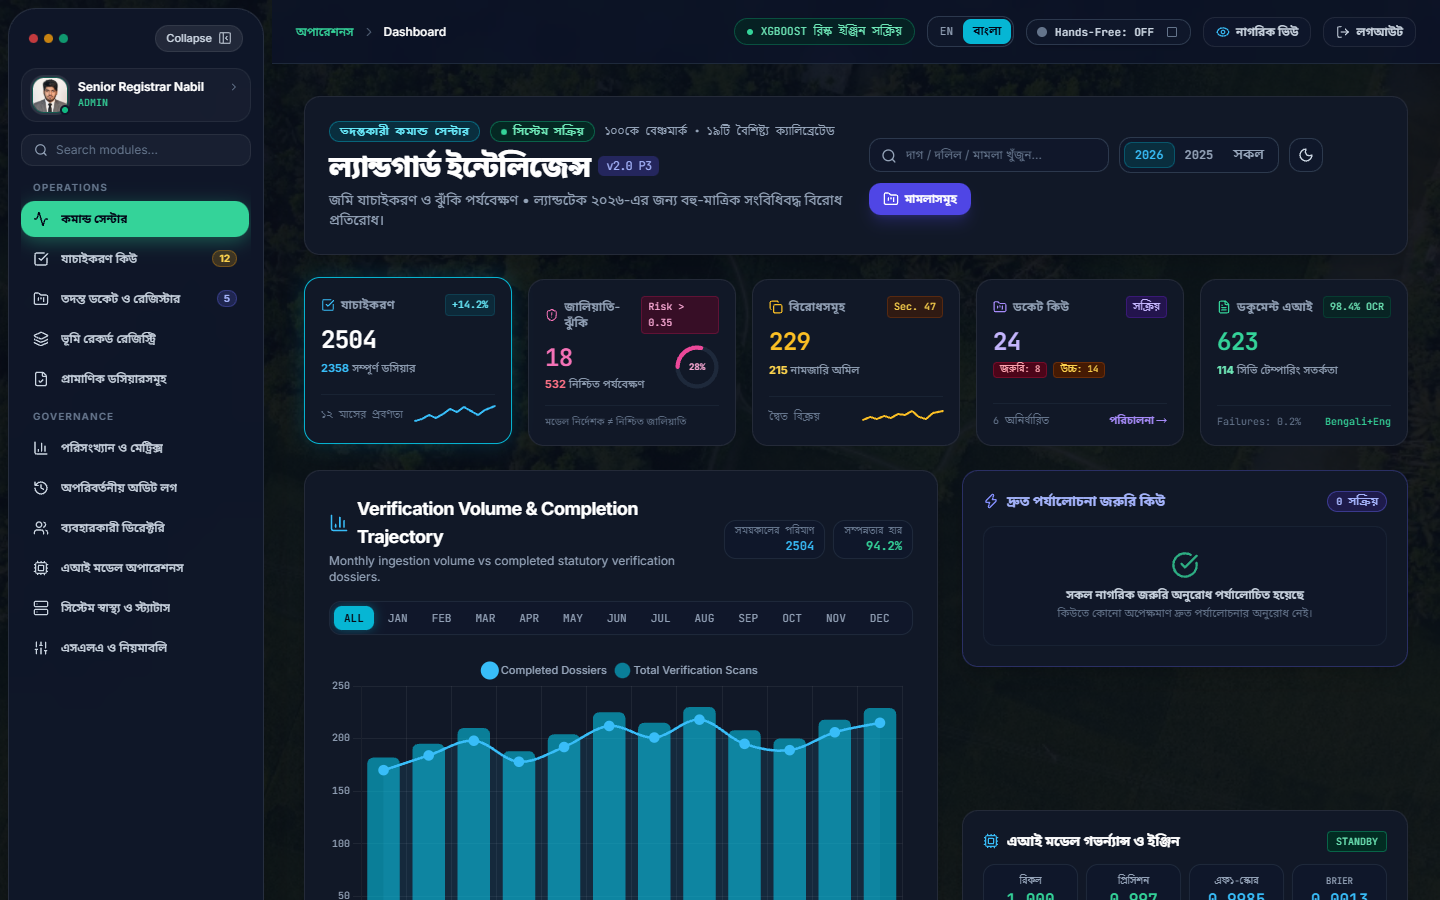 Collapse
Senior Registrar Nabil
ADMIN
Search modules...
OPERATIONS
কমান্ড সেন্টার
যাচাইকরণ কিউ 12
তদন্ত ডকেট ও রেজিস্টার 5
ভূমি রেকর্ড রেজিস্ট্রি
প্রামাণিক ডসিয়ারসমূহ
GOVERNANCE
পরিসংখ্যান ও মেট্রিক্স
অপরিবর্তনীয় অডিট লগ
ব্যবহারকারী ডিরেক্টরি
এআই মডেল অপারেশনস
সিস্টেম স্বাস্থ্য ও স্ট্যাটাস
এসএলএ ও নিয়মাবলি
অপারেশনস > Dashboard
XGBOOST রিস্ক ইঞ্জিন সক্রিয়
EN বাংলা
Hands-Free: OFF
নাগরিক ভিউ
লগআউট
তদন্তকারী কমান্ড সেন্টার
সিস্টেম সক্রিয়
১০০কে বেঞ্চমার্ক • ১৯টি বৈশিষ্ট্য ক্যালিব্রেটেড
ল্যান্ডগার্ড ইন্টেলিজেন্স v2.0 P3
জমি যাচাইকরণ ও ঝুঁকি পর্যবেক্ষণ • ল্যান্ডটেক ২০২৬-এর জন্য বহু-মাত্রিক সংবিধিবদ্ধ বিরোধ
প্রতিরোধ।
দাগ / দলিল / মামলা খুঁজুন...
2026 2025 সকল
মামলাসমূহ
যাচাইকরণ +14.2%
2504
2358 সম্পূর্ণ ডসিয়ার
১২ মাসের প্রবণতা
জালিয়াতি-
ঝুঁকি
Risk >
0.35
18
28%
532 নিশ্চিত পর্যবেক্ষণ
মডেল নির্দেশক ≠ নিশ্চিত জালিয়াতি
বিরোধসমূহ Sec. 47
229
215 নামজারি অমিল
দ্বৈত বিক্রয়
ডকেট কিউ সক্রিয়
24
জরুরি: 8 উচ্চ: 14
6 অনির্ধারিত পরিচালনা→
ডকুমেন্ট এআই 98.4% OCR
623
114 সিভি টেম্পারিং সতর্কতা
Failures: 0.2% Bengali+Eng
Verification Volume & Completion
Trajectory
Monthly ingestion volume vs completed statutory verification
dossiers.
সময়কালের পরিমাণ
2504
সম্পন্নতার হার
94.2%
ALL JAN FEB MAR APR MAY JUN JUL AUG SEP OCT NOV DEC
Completed Dossiers Total Verification Scans
250
200
150
100
50
দ্রুত পর্যালোচনা জরুরি কিউ 0 সক্রিয়
সকল নাগরিক জরুরি অনুরোধ পর্যালোচিত হয়েছে
কিউতে কোনো অপেক্ষমাণ দ্রুত পর্যালোচনার অনুরোধ নেই।
এআই মডেল গভর্ন্যান্স ও ইঞ্জিন STANDBY
রিকল প্রিসিশন এফ১-স্কোর BRIER
1.000 0.997 0.9985 0.0013